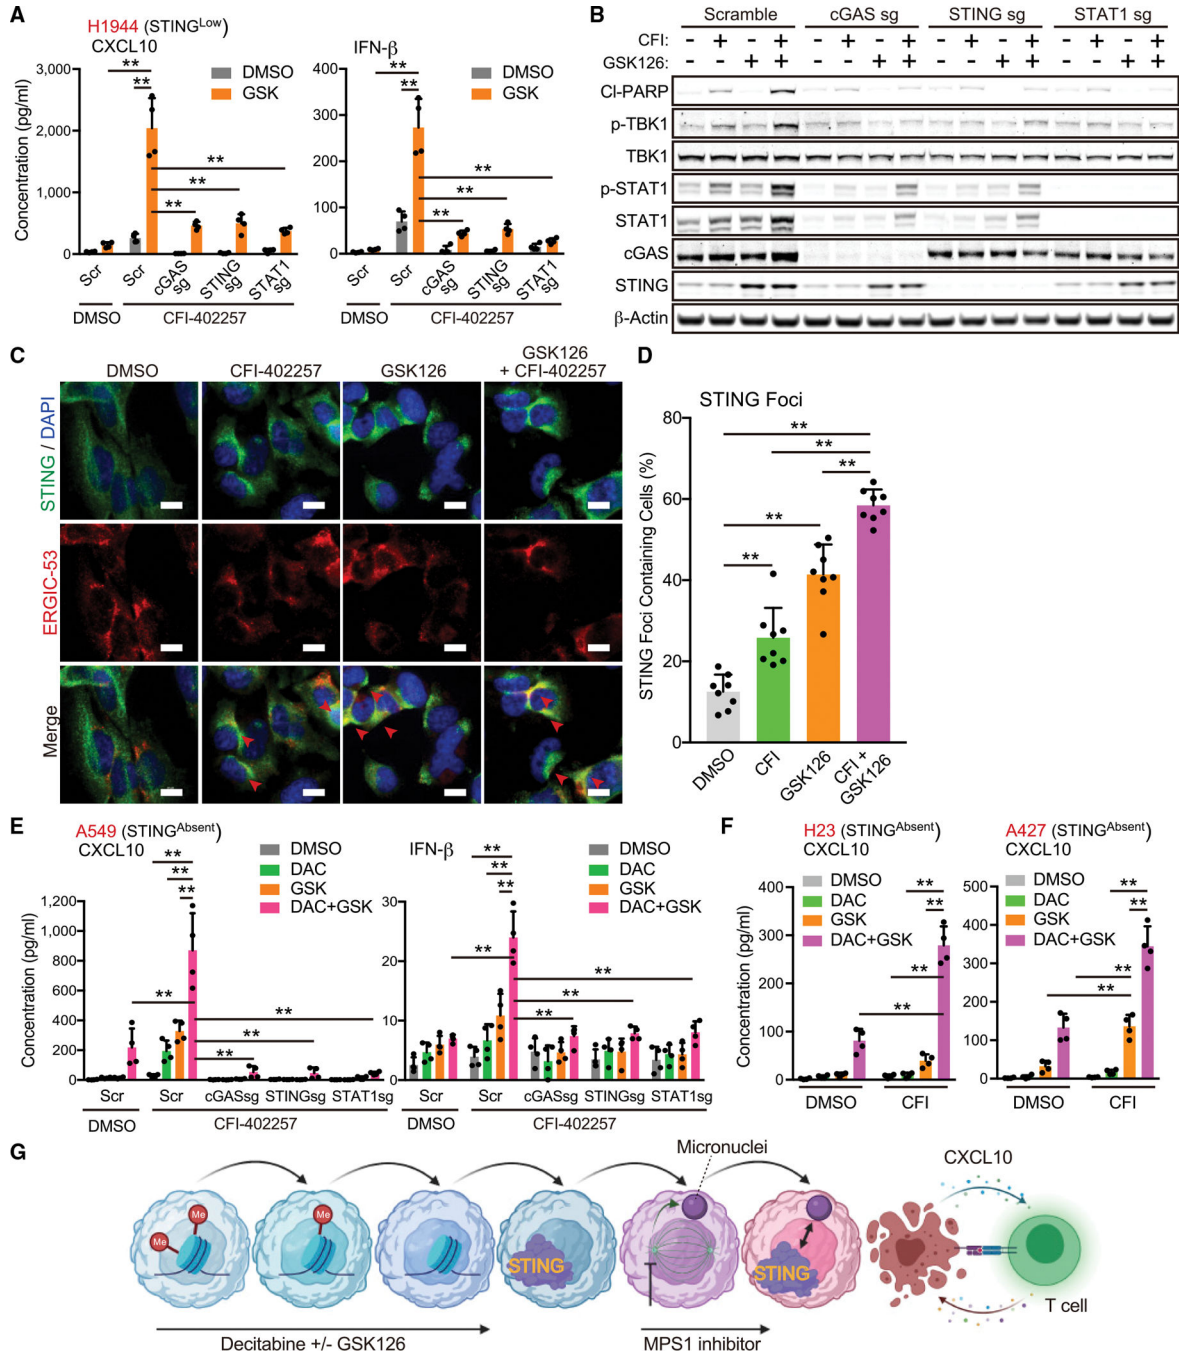 A
H1944 (STINGLow)
CXCL10
Concentration (pg/ml)
3,000
2,000
1,000
0
**
**
**
**
**
DMSO
GSK
Scr
Scr
cGAS sg
STING sg
STAT1 sg
DMSO
CFI-402257
IFN-β
400
300
200
100
0
**
**
**
**
**
DMSO
GSK
Scr
Scr
cGAS sg
STING sg
STAT1 sg
DMSO
CFI-402257
B
Scramble cGAS sg STING sg STAT1 sg
CFI: - + - + - + - + - + - + - + - +
GSK126: - - + + - - + + - - + + - - + +
Cl-PARP
p-TBK1
TBK1
p-STAT1
STAT1
cGAS
STING
β-Actin
C
DMSO CFI-402257 GSK126 GSK126 + CFI-402257
STING / DAPI
ERGIC-53
Merge
D
STING Foci
STING Foci Containing Cells (%)
80
60
40
20
0
**
**
**
**
**
DMSO
CFI
GSK126
CFI + GSK126
E
A549 (STINGAbsent)
CXCL10
Concentration (pg/ml)
1,200
1,000
800
600
400
200
0
**
**
**
**
**
**
**
DMSO
DAC
GSK
DAC+GSK
Scr Scr cGASsg STINGsg STAT1sg
DMSO CFI-402257
IFN-β
30
20
10
0
**
**
**
**
**
**
**
DMSO
DAC
GSK
DAC+GSK
Scr Scr cGASsg STINGsg STAT1sg
DMSO CFI-402257
F
H23 (STINGAbsent)
CXCL10
Concentration (pg/ml)
400
300
200
100
0
DMSO
DAC
GSK
DAC+GSK
**
**
**
**
DMSO CFI
A427 (STINGAbsent)
CXCL10
500
400
300
200
100
0
DMSO
DAC
GSK
DAC+GSK
**
**
**
**
DMSO CFI
G
Micronuclei
CXCL10
Me
Me
Me
STING
STING
T cell
Decitabine +/- GSK126
MPS1 inhibitor